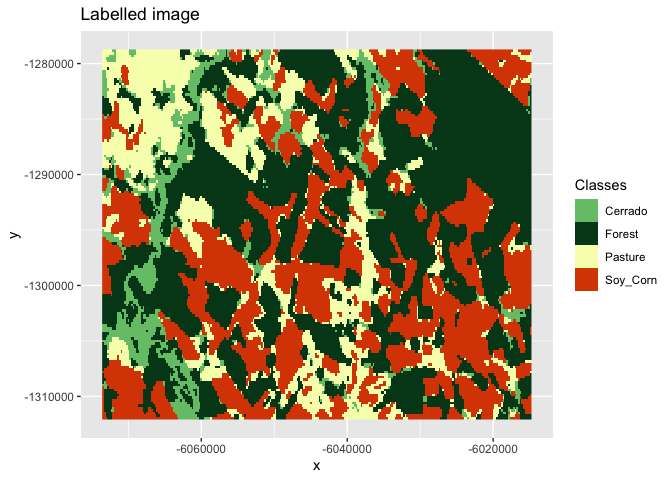 Labelled image
-1280000
-1290000
-1300000
-1310000
y
-6060000
-6040000
-6020000
x
Classes
Cerrado
Forest
Pasture
Soy_Corn